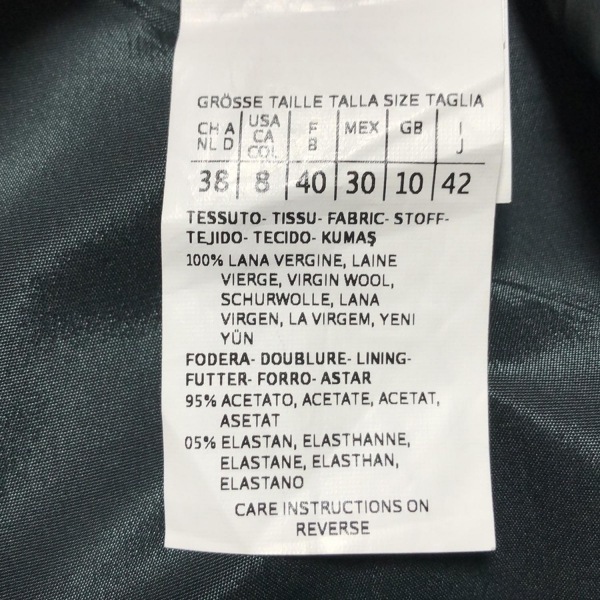 GRÖSSE TAILLE TALLA SIZE TAGLIA
CH A USA F MEX GB I
NL D CA B J
COL
38 8 40 30 10 42
TESSUTO- TISSU- FABRIC- STOFF-
TEJIDO- TECIDO- KUMAŞ
100% LANA VERGINE, LAINE
VIERGE, VIRGIN WOOL,
SCHURWOLLE, LANA
VIRGEN, LA VIRGEM, YENI
YÜN
FODERA- DOUBLURE- LINING-
FUTTER- FORRO- ASTAR
95% ACETATO, ACETATE, ACETAT,
ASETAT
05% ELASTAN, ELASTHANNE,
ELASTANE, ELASTHAN,
ELASTANO
CARE INSTRUCTIONS ON
REVERSE